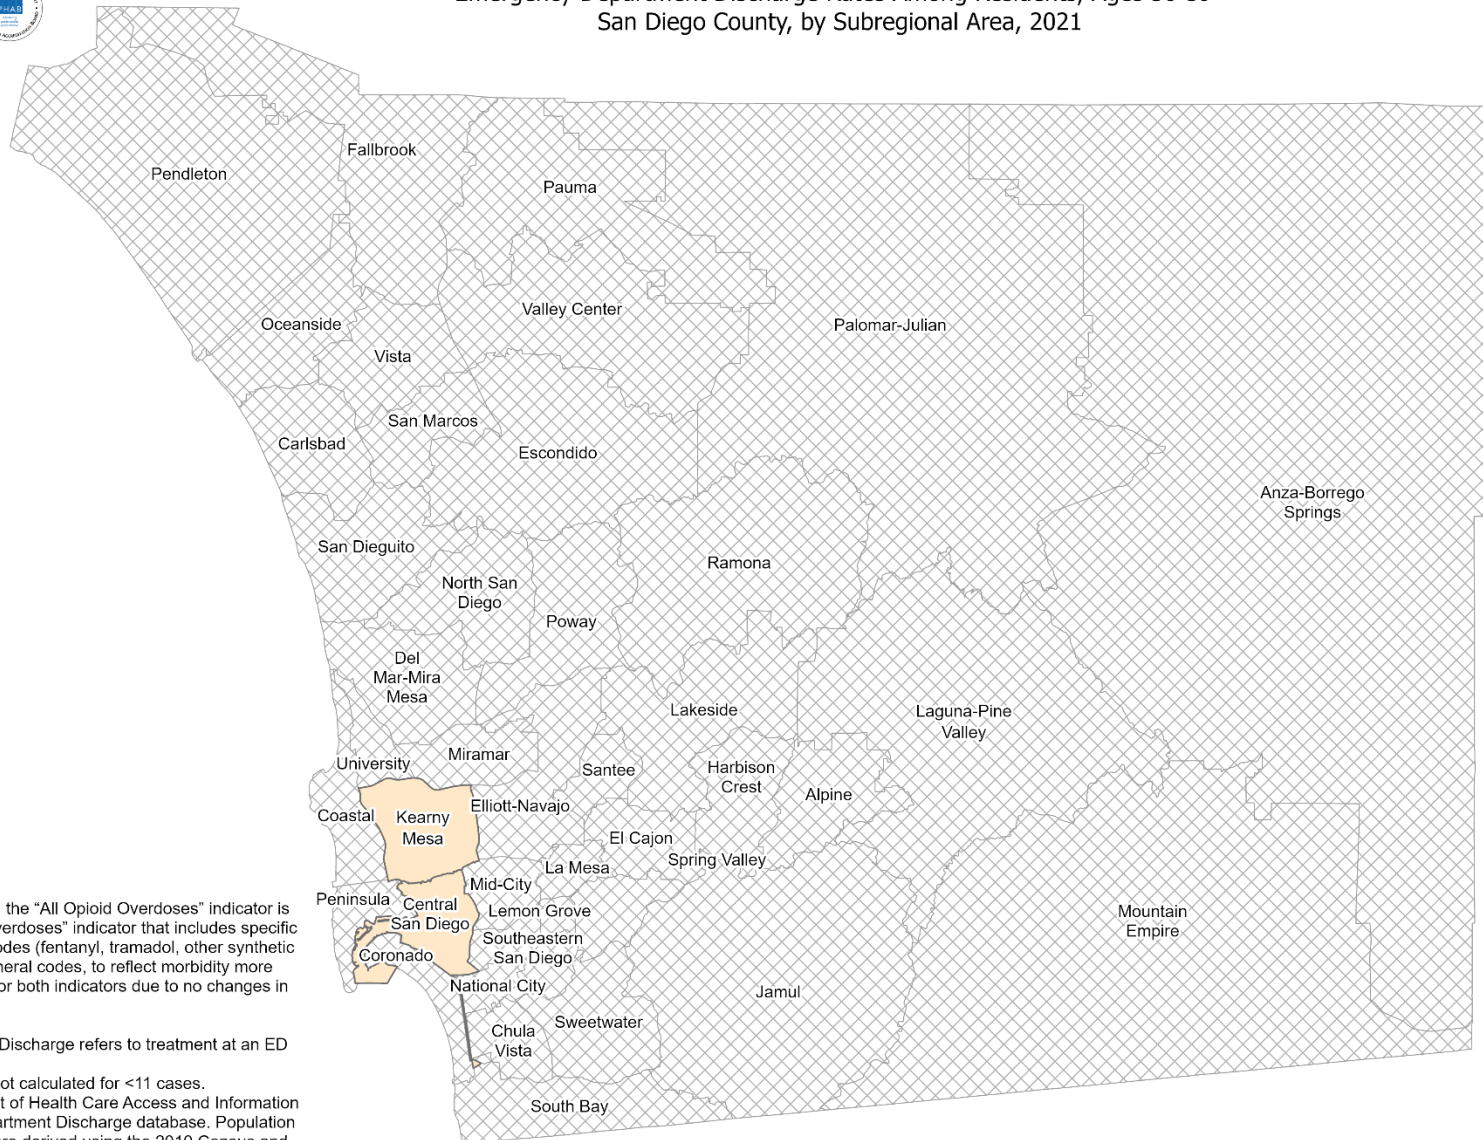 San Diego County, by Subregional Area, 2021
Fallbrook
Pendleton
Pauma
Valley Center
Oceanside
Palomar-Julian
Vista
San Marcos
Carlsbad
Escondido
Anza-Borrego
Springs
San Dieguito
Ramona
North San
Diego
Poway
Del
Mar-Mira
Mesa
Lakeside
Laguna-Pine
Valley
Miramar
University
Santee
Harbison
Crest
Alpine
Elliott-Navajo
Coastal
Kearny
Mesa
El Cajon
Spring Valley
La Mesa
Mid-City
Peninsula
Central
San Diego
Lemon Grove
Mountain
Empire
Southeastern
San Diego
Coronado
National City
Jamul
Sweetwater
Chula
Vista
South Bay
the “All Opioid Overdoses” indicator is
verdoses” indicator that includes specific
odes (fentanyl, tramadol, other synthetic
neral codes, to reflect morbidity more
or both indicators due to no changes in
Discharge refers to treatment at an ED
ot calculated for <11 cases.
t of Health Care Access and Information
artment Discharge database. Population